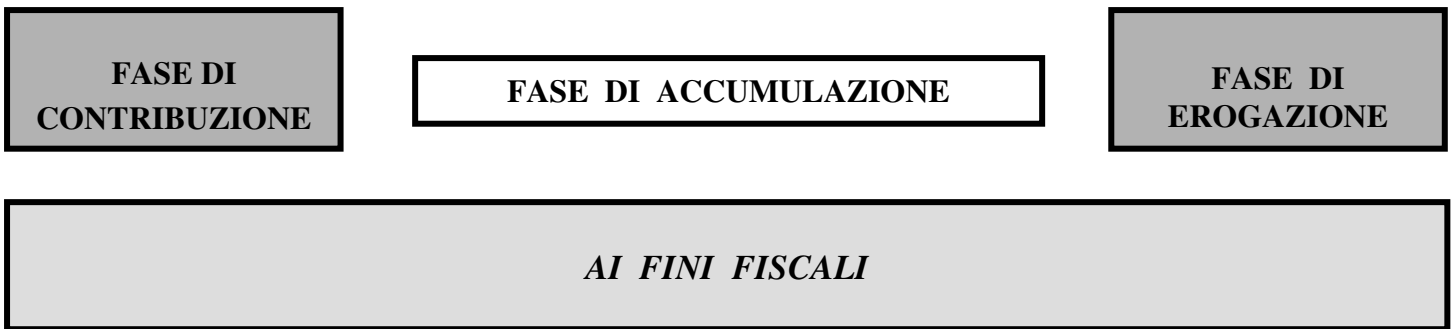 FASE DI
CONTRIBUZIONE
FASE DI ACCUMULAZIONE
FASE DI
EROGAZIONE
AI FINI FISCALI